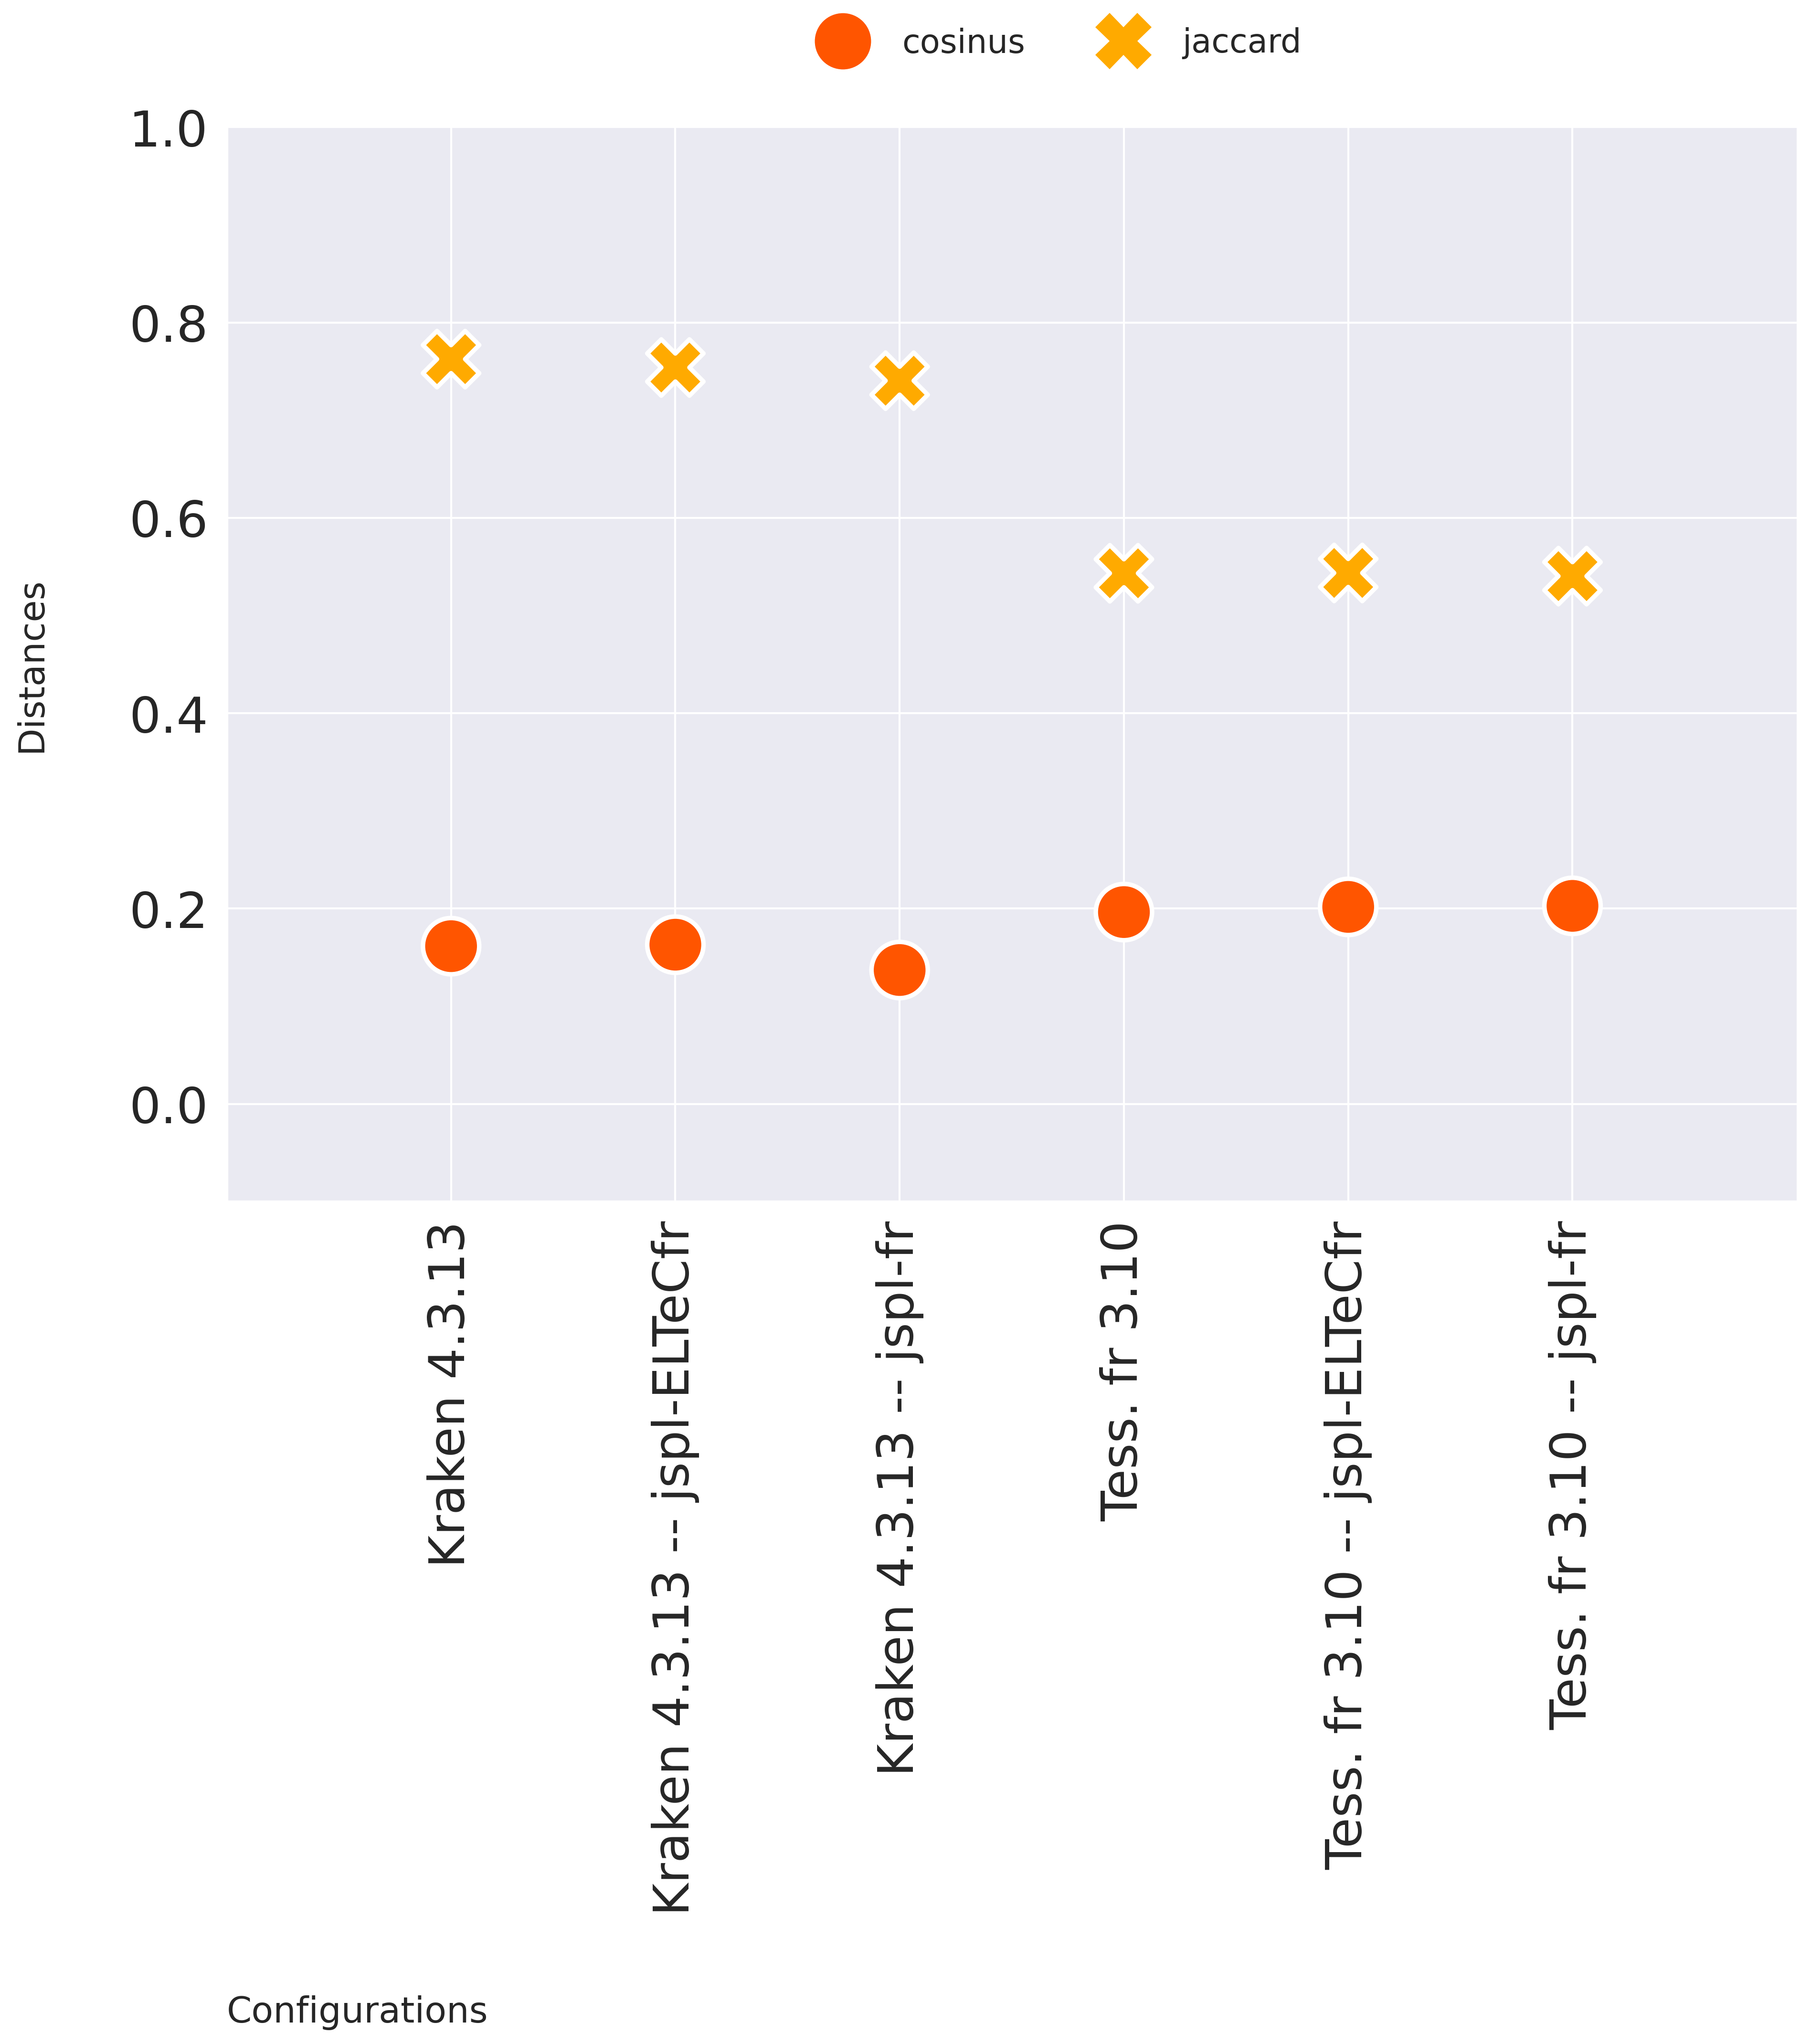 cosinus jaccard
1.0
0.8
0.6
0.4
0.2
0.0
Distances
Kraken 4.3.13
Kraken 4.3.13 -- jspl-ELTeCfr
Kraken 4.3.13 -- jspl-fr
Tess. fr 3.10
Tess. fr 3.10 -- jspl-ELTeCfr
Tess. fr 3.10 -- jspl-fr
Configurations